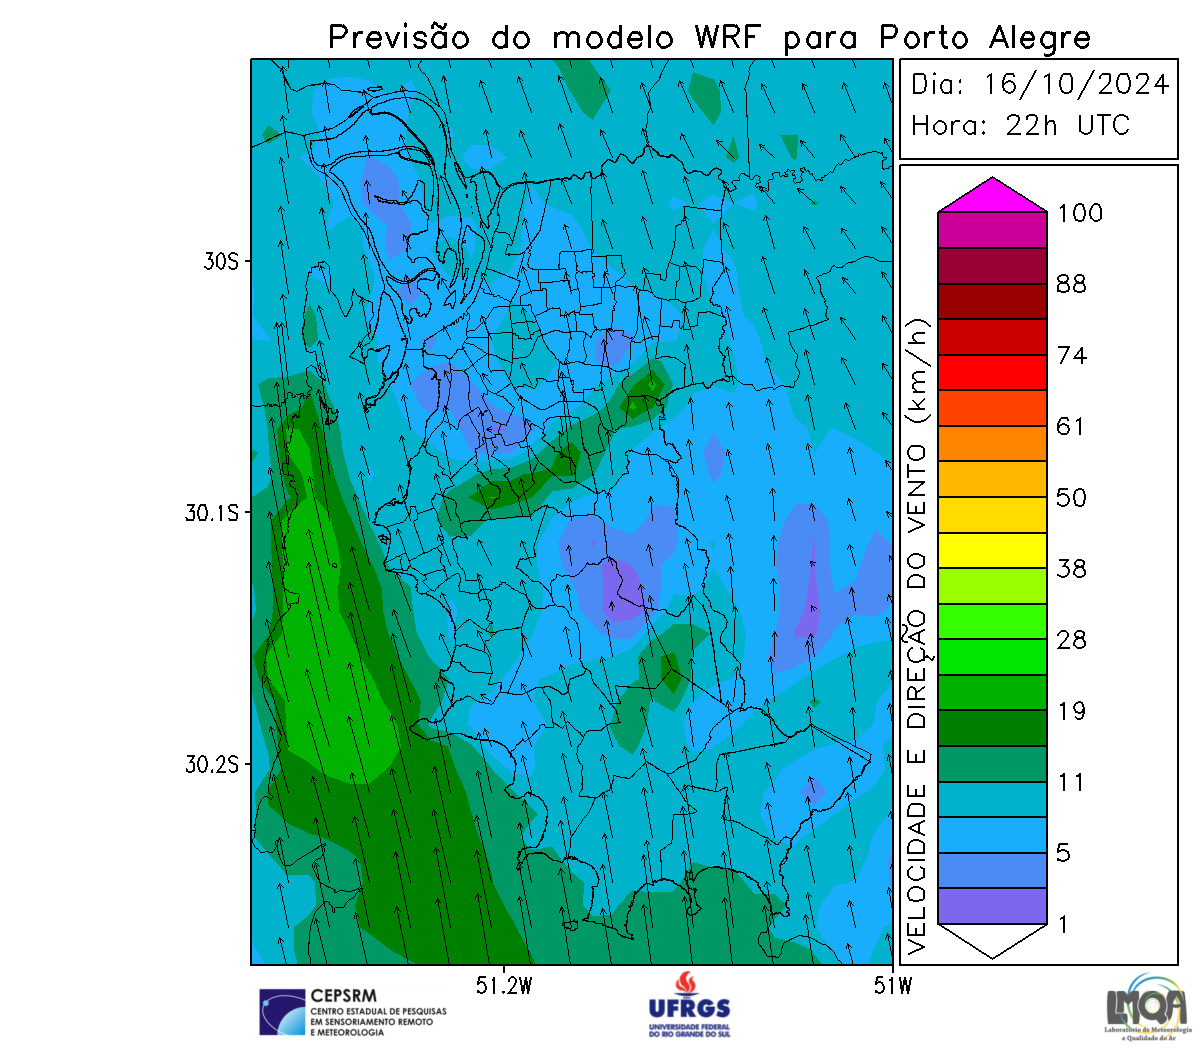 Previsão do modelo WRF para Porto Alegre
Dia: 16/10/2024
Hora: 22h UTC
30S
30.1S
30.2S
51.2W
51W
VELOCIDADE E DIREÇÃO DO VENTO (km/h)
100
88
74
61
50
38
28
19
11
5
1
CEPSRM
CENTRO ESTADUAL DE PESQUISAS
EM SENSORIAMENTO REMOTO
E METEOROLOGIA
UFRGS
UNIVERSIDADE FEDERAL
DO RIO GRANDE DO SUL
LMQA
Laboratório de Meteorologia
e Qualidade do Ar